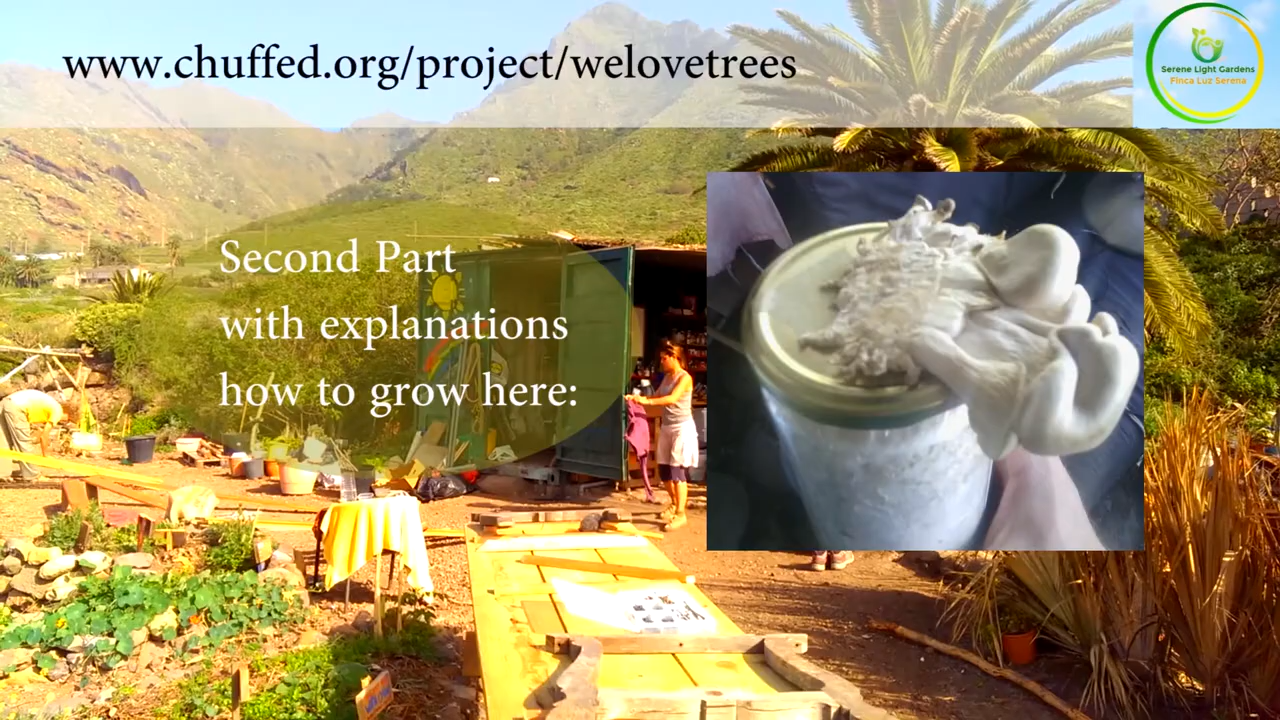 www.chuffed.org/project/welovetrees
Serene Light Gardens
Finca Luz Serena
Second Part
with explanations
how to grow here: